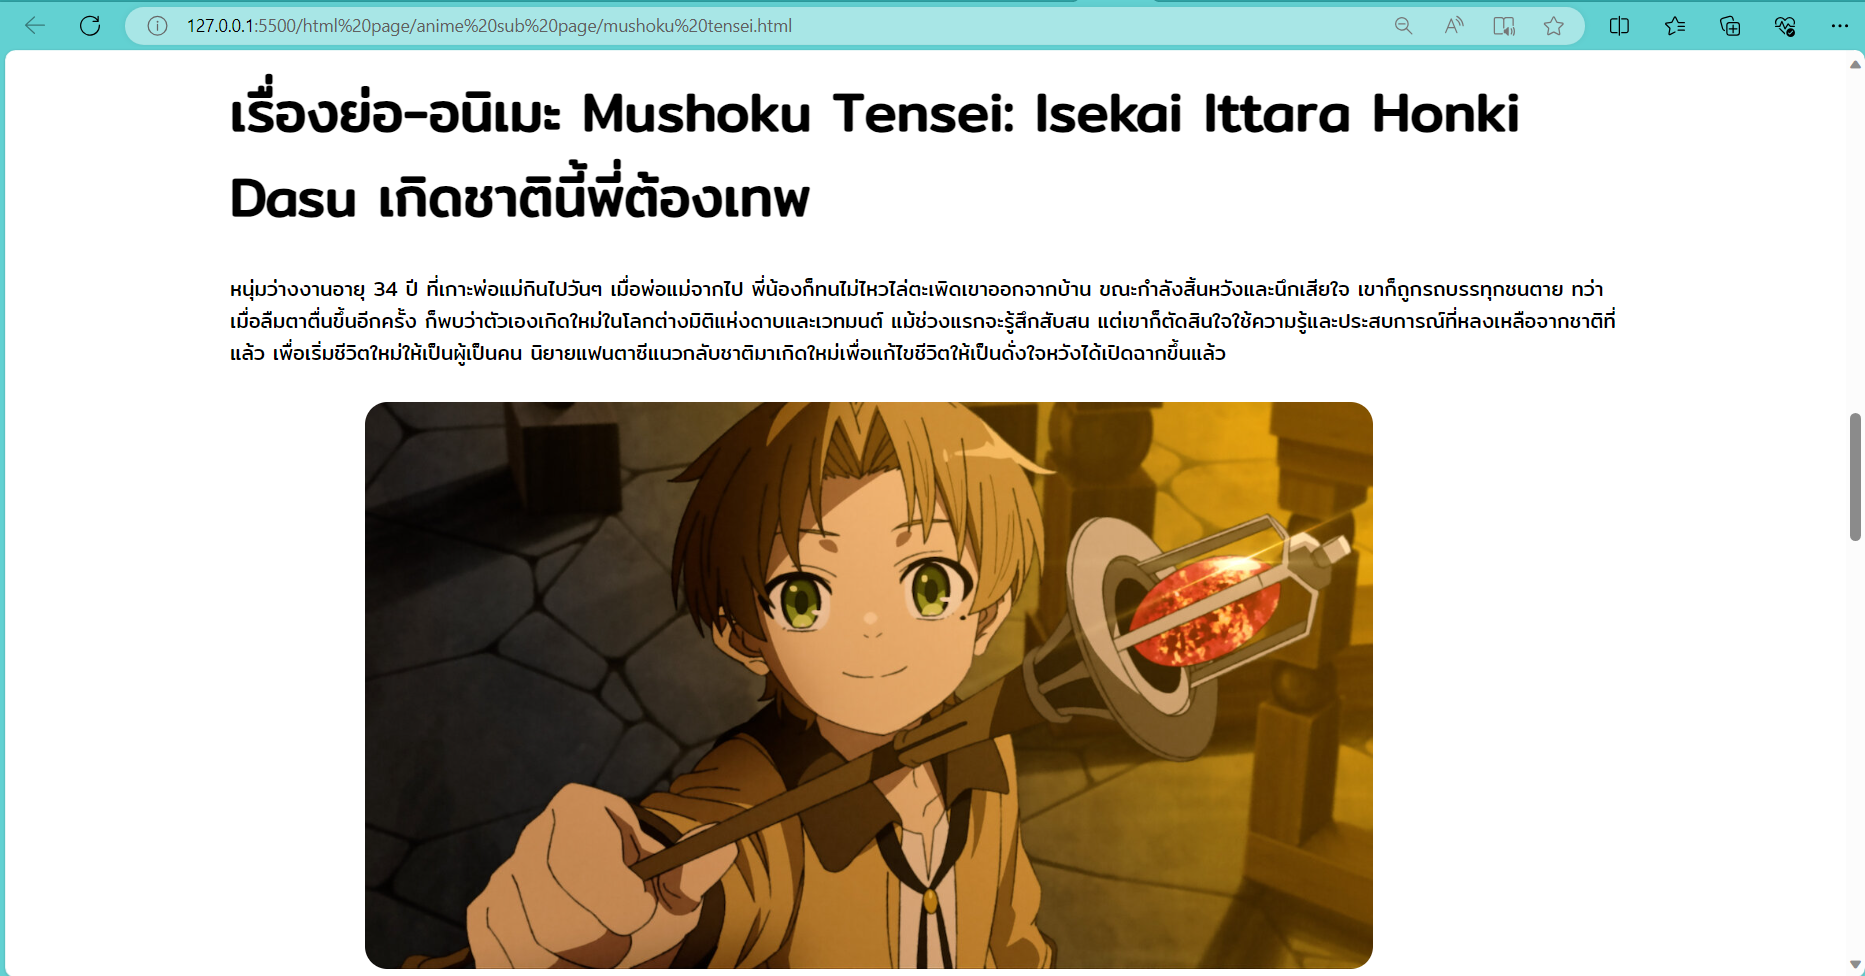 127.0.0.1:5500/html%20page/anime%20sub%20page/mushoku%20tensei.html
เรื่องย่อ-อนิเมะ Mushoku Tensei: Isekai Ittara Honki
Dasu เกิดชาตินี้พี่ต้องเทพ
หนุ่มว่างงานอายุ 34 ปี ที่เกาะพ่อแม่กินไปวันๆ เมื่อพ่อแม่จากไป พี่น้องก็ทนไม่ไหวไล่ตะเพิดเขาออกจากบ้าน ขณะกำลังสิ้นหวังและนึกเสียใจ เขาก็ถูกรถบรรทุกชนตาย ทว่า
เมื่อลืมตาตื่นขึ้นอีกครั้ง ก็พบว่าตัวเองเกิดใหม่ในโลกต่างมิติแห่งดาบและเวทมนต์ แม้ช่วงแรกจะรู้สึกสับสน แต่เขาก็ตัดสินใจใช้ความรู้และประสบการณ์ที่หลงเหลือจากชาติที่
แล้ว เพื่อเริ่มชีวิตใหม่ให้เป็นผู้เป็นคน นิยายแฟนตาซีแนวกลับชาติมาเกิดใหม่เพื่อแก้ไขชีวิตให้เป็นดั่งใจหวังได้เปิดฉากขึ้นแล้ว